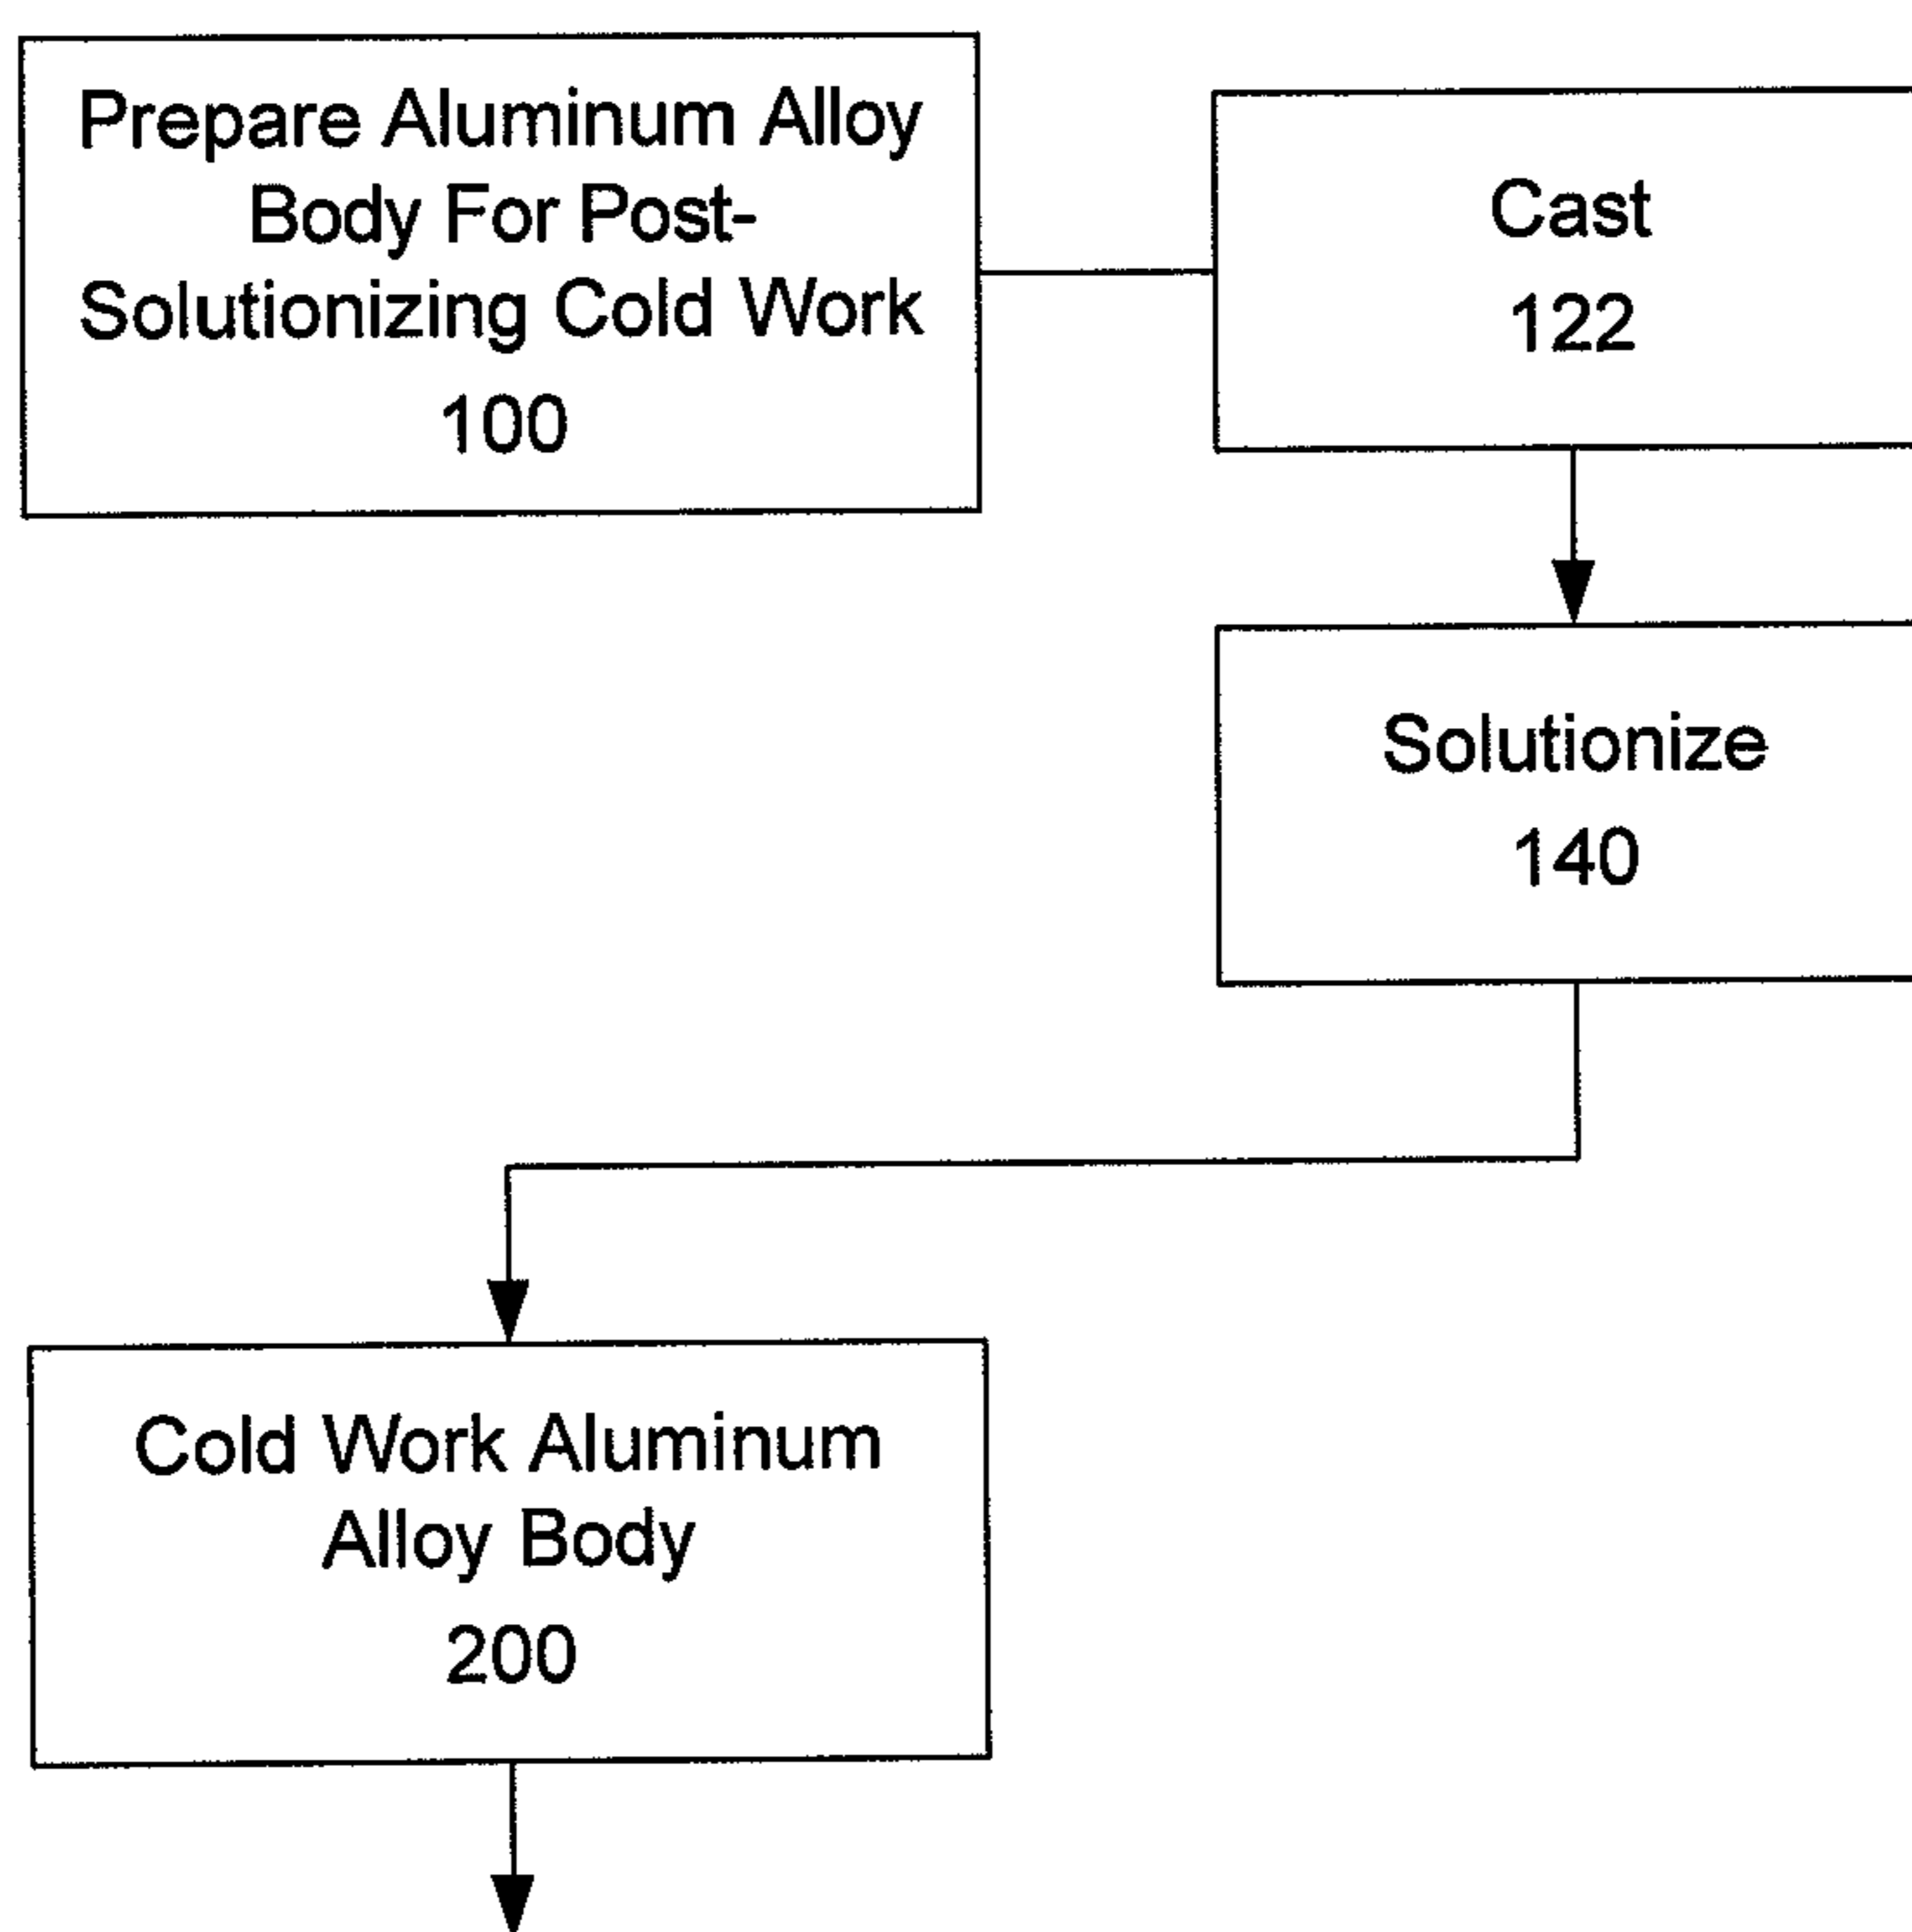 Prepare Aluminum Alloy
Body For Post-
Solutionizing Cold Work
100
Cast
122
Solutionize
140
Cold Work Aluminum
Alloy Body
200